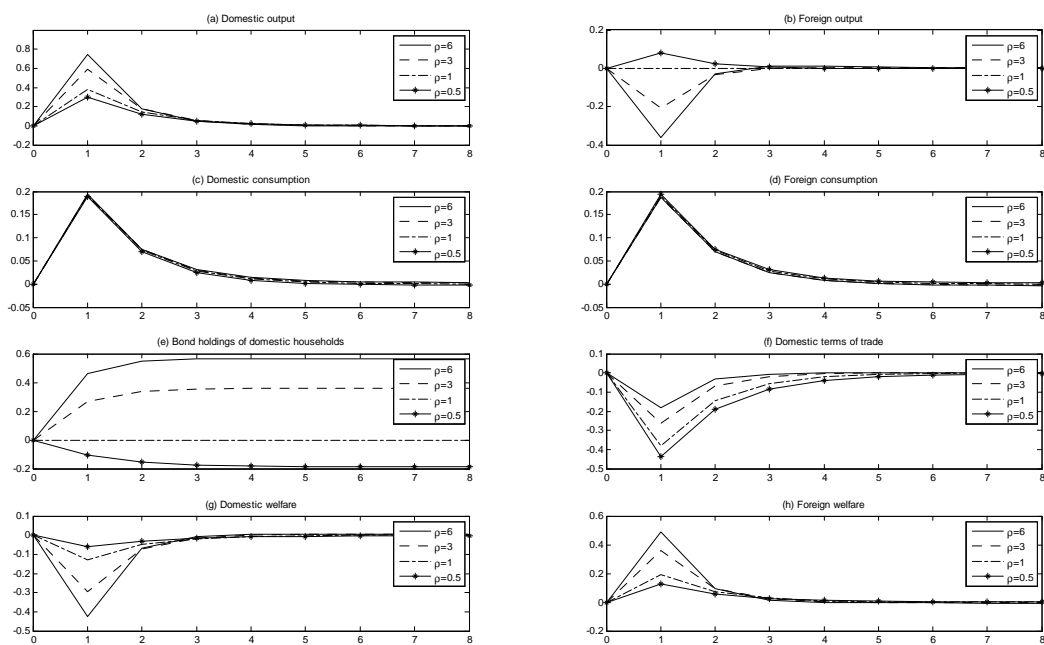 (a) Domestic output
0.8
0.6
0.4
0.2
0
-0.2
ρ=6
ρ=3
ρ=1
ρ=0.5
0 1 2 3 4 5 6 7 8
(b) Foreign output
0.2
0
-0.2
-0.4
ρ=6
ρ=3
ρ=1
ρ=0.5
0 1 2 3 4 5 6 7 8
(c) Domestic consumption
0.2
0.15
0.1
0.05
0
-0.05
ρ=6
ρ=3
ρ=1
ρ=0.5
0 1 2 3 4 5 6 7 8
(d) Foreign consumption
0.2
0.15
0.1
0.05
0
-0.05
ρ=6
ρ=3
ρ=1
ρ=0.5
0 1 2 3 4 5 6 7 8
(e) Bond holdings of domestic households
0.6
0.4
0.2
0
-0.2
ρ=6
ρ=3
ρ=1
ρ=0.5
0 1 2 3 4 5 6 7 8
(f) Domestic terms of trade
0.1
0
-0.1
-0.2
-0.3
-0.4
-0.5
ρ=6
ρ=3
ρ=1
ρ=0.5
0 1 2 3 4 5 6 7 8
(g) Domestic welfare
0.1
0
-0.1
-0.2
-0.3
-0.4
-0.5
ρ=6
ρ=3
ρ=1
ρ=0.5
0 1 2 3 4 5 6 7 8
(h) Foreign welfare
0.6
0.4
0.2
0
-0.2
ρ=6
ρ=3
ρ=1
ρ=0.5
0 1 2 3 4 5 6 7 8